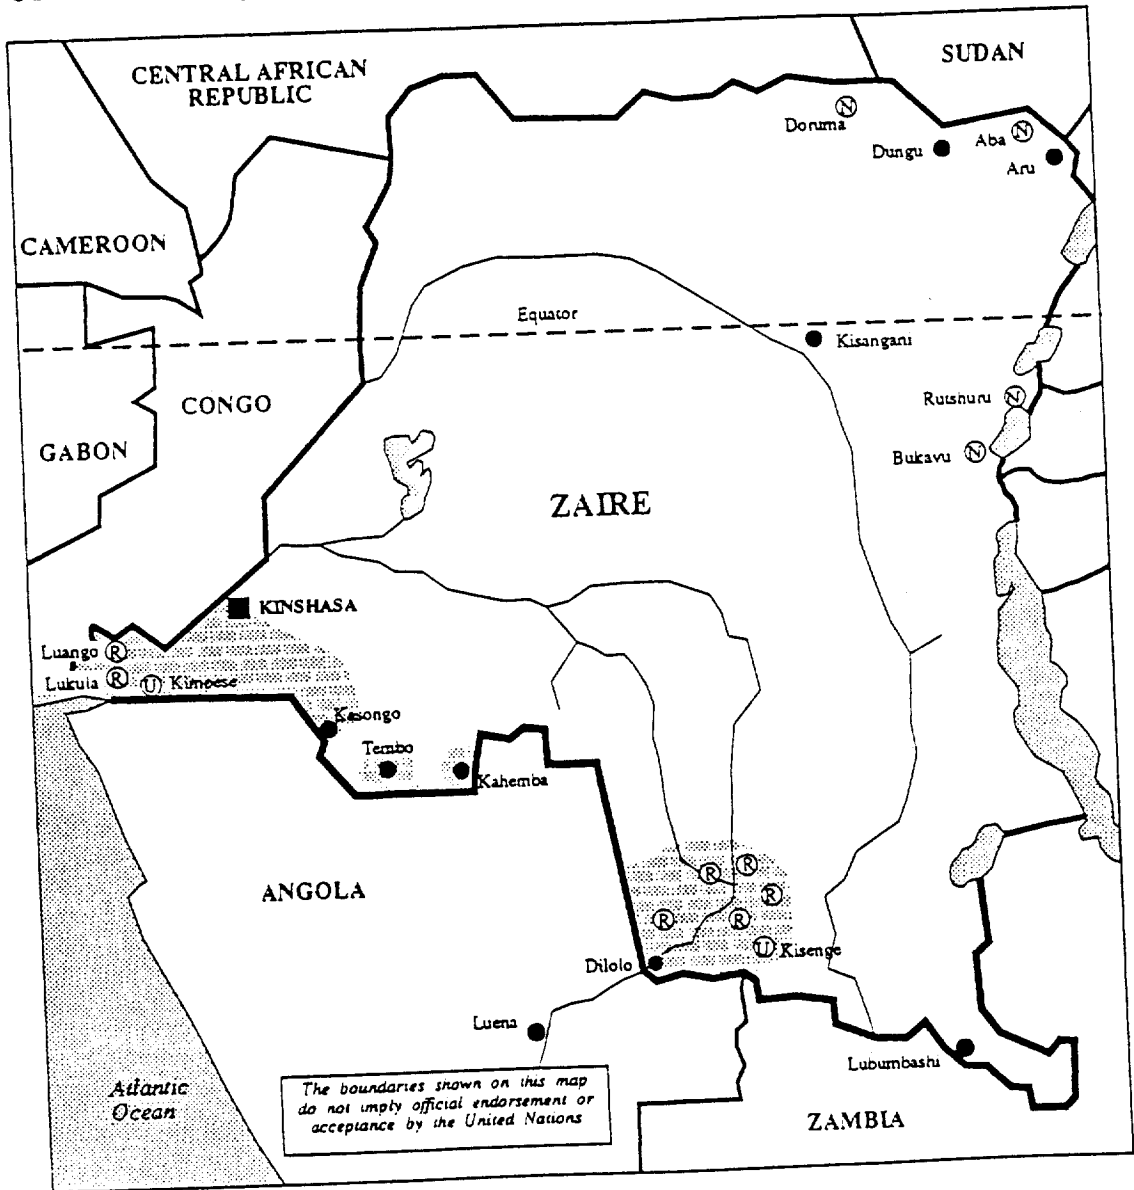 SUDAN
CENTRAL AFRICAN
REPUBLIC
N
Doruma
Aba N
Dungu
Aru
CAMEROON
Equator
Kisangani
CONGO
Rutshuru N
GABON
Bukavu N
ZAIRE
KINSHASA
Luango R
Lukula R
U Kimpese
Kasongo
Tembo
Kahemba
R
R
R
ANGOLA
R
R
U Kisenge
Dilolo
Luena
Lubumbashi
Atlantic
Ocean
The boundaries shown on this map
do not imply official endorsement or
acceptance by the United Nations
ZAMBIA